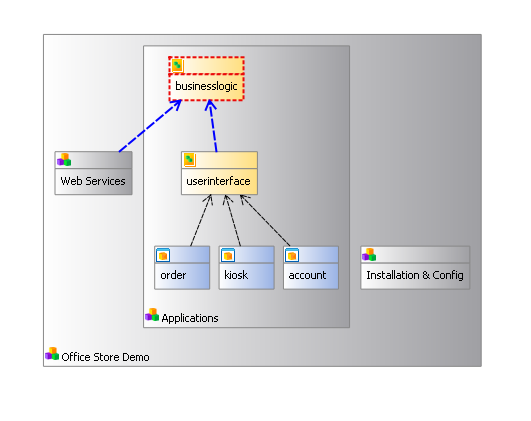 businesslogic
Web Services
userinterface
order
kiosk
account
Installation & Config
Applications
Office Store Demo